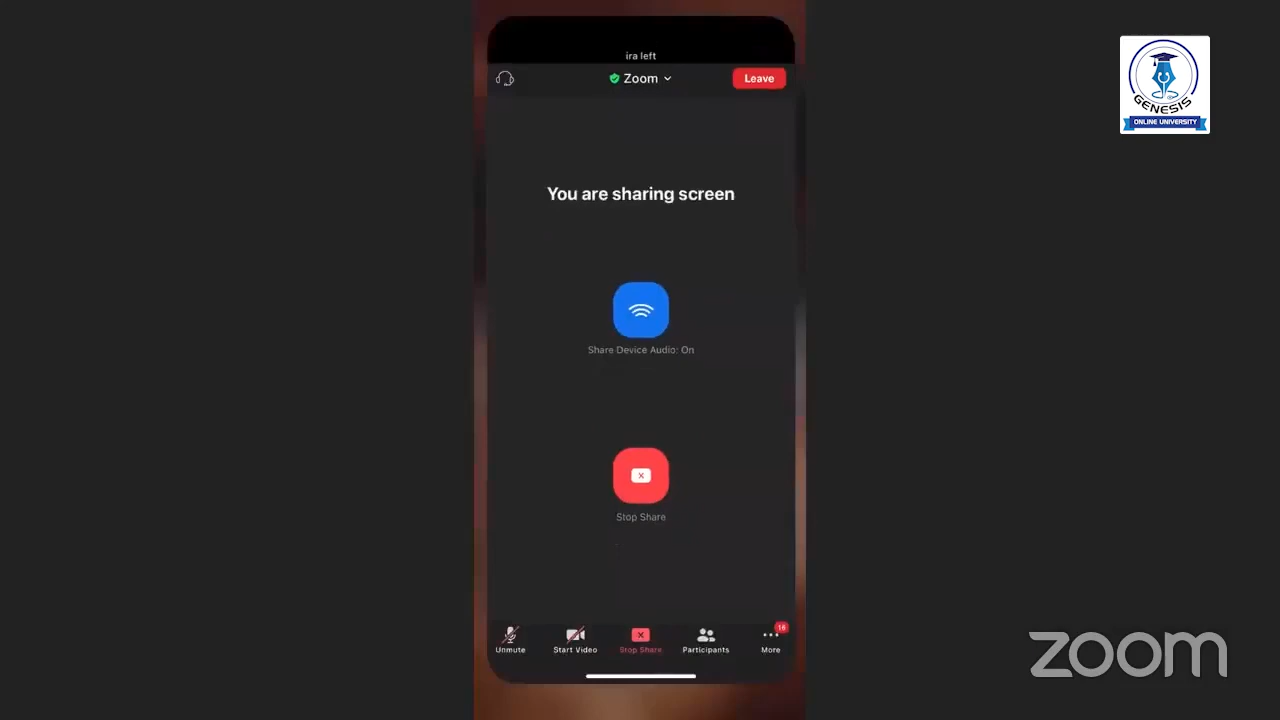 ira left
Zoom
Leave
You are sharing screen
Share Device Audio: On
Stop Share
Unmute
Start Video
Stop Share
Participants
16
More
GENESIS
ONLINE UNIVERSITY
zoom